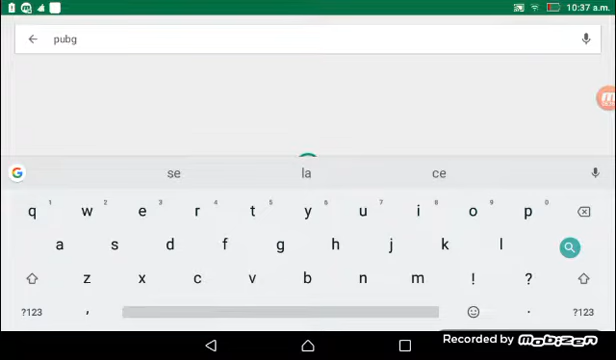 10:37 a.m.
pubg
G se la ce
1 2 3 4 5 6 7 8 9 0
q w e r t y u i o p
a s d f g h j k l
z x c v b n m ! ?
?123 , . ?123
Recorded by mobizen